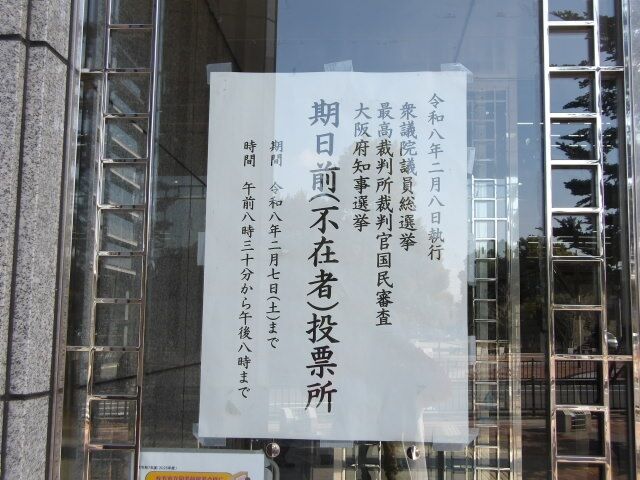 令和八年二月八日執行
衆議院議員総選挙
最高裁判所裁判官国民審査
大阪府知事選挙
期日前(不在者)投票所
期間 令和八年二月七日(土)まで
時間 午前八時三十分から午後八時まで